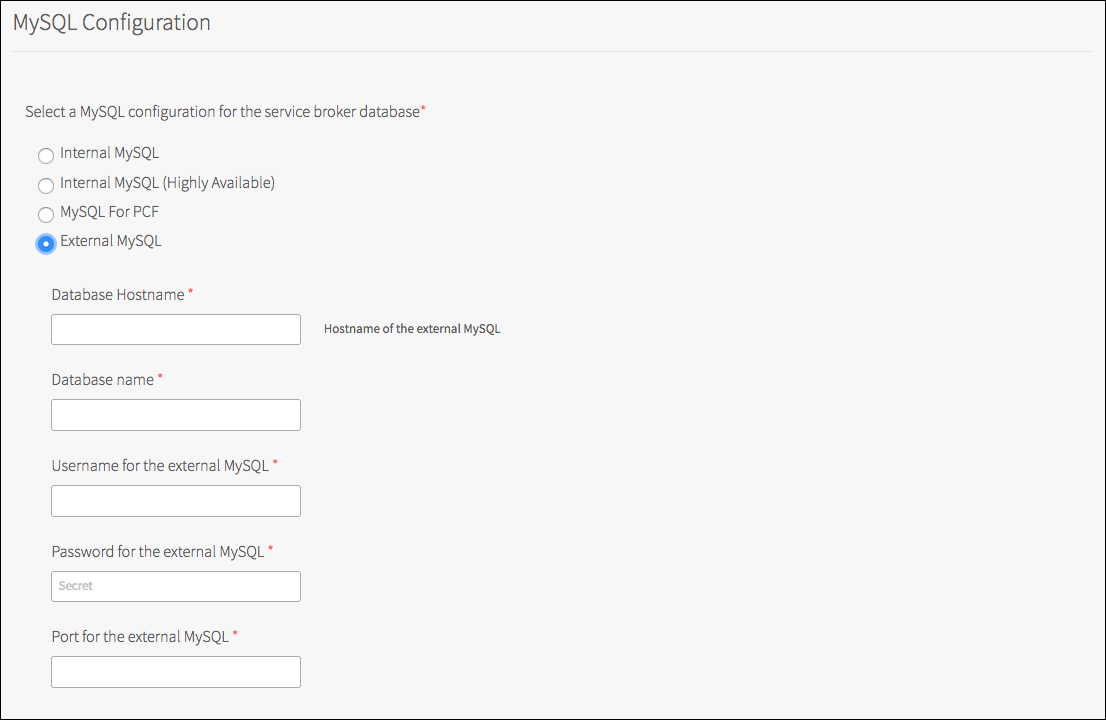 MySQL Configuration
Select a MySQL configuration for the service broker database*
Internal MySQL
Internal MySQL (Highly Available)
MySQL For PCF
External MySQL
Database Hostname *
Hostname of the external MySQL
Database name *
Username for the external MySQL *
Password for the external MySQL *
Secret
Port for the external MySQL *